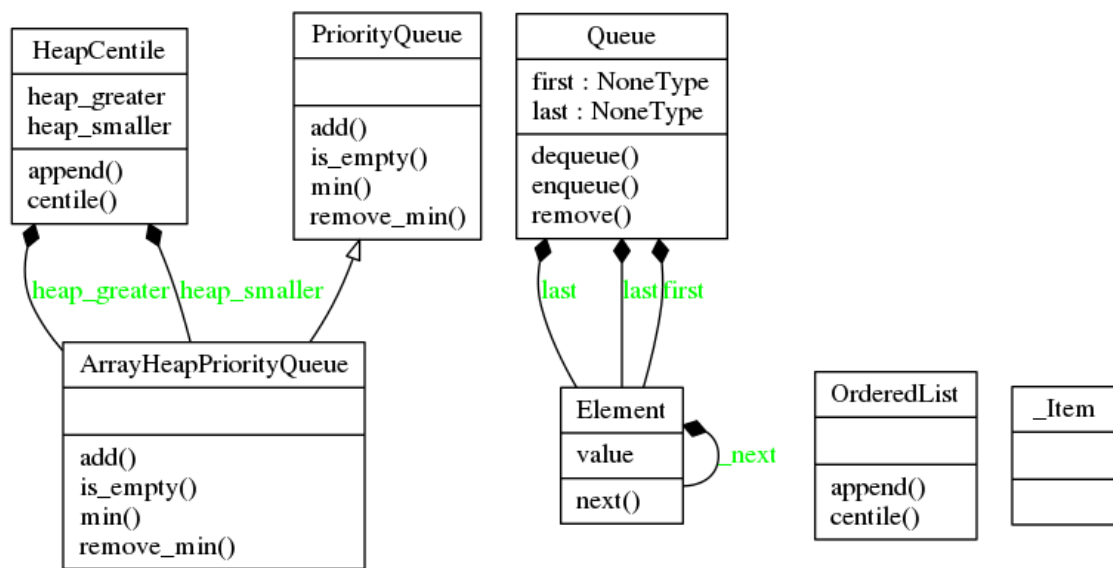 HeapCentile
heap_greater
heap_smaller
append()
centile()
PriorityQueue
add()
is_empty()
min()
remove_min()
Queue
first : NoneType
last : NoneType
dequeue()
enqueue()
remove()
heap_greater
heap_smaller
last
last
first
ArrayHeapPriorityQueue
add()
is_empty()
min()
remove_min()
Element
value
next()
_next
OrderedList
append()
centile()
_Item